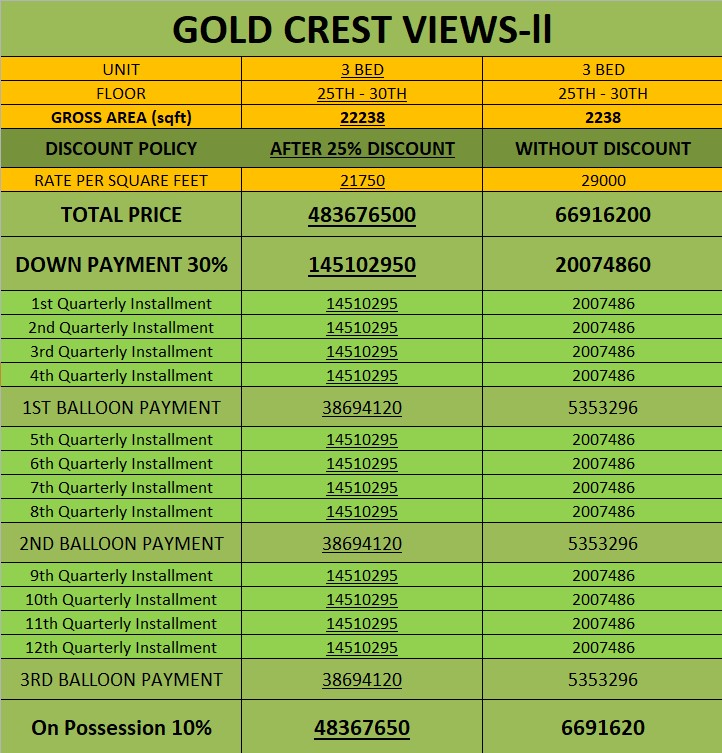 GOLD CREST VIEWS-ll
UNIT 3 BED 3 BED
FLOOR 25TH - 30TH 25TH - 30TH
GROSS AREA (sqft) 22238 2238
DISCOUNT POLICY AFTER 25% DISCOUNT WITHOUT DISCOUNT
RATE PER SQUARE FEET 21750 29000
TOTAL PRICE 483676500 66916200
DOWN PAYMENT 30% 145102950 20074860
1st Quarterly Installment 14510295 2007486
2nd Quarterly Installment 14510295 2007486
3rd Quarterly Installment 14510295 2007486
4th Quarterly Installment 14510295 2007486
1ST BALLOON PAYMENT 38694120 5353296
5th Quarterly Installment 14510295 2007486
6th Quarterly Installment 14510295 2007486
7th Quarterly Installment 14510295 2007486
8th Quarterly Installment 14510295 2007486
2ND BALLOON PAYMENT 38694120 5353296
9th Quarterly Installment 14510295 2007486
10th Quarterly Installment 14510295 2007486
11th Quarterly Installment 14510295 2007486
12th Quarterly Installment 14510295 2007486
3RD BALLOON PAYMENT 38694120 5353296
On Possession 10% 48367650 6691620